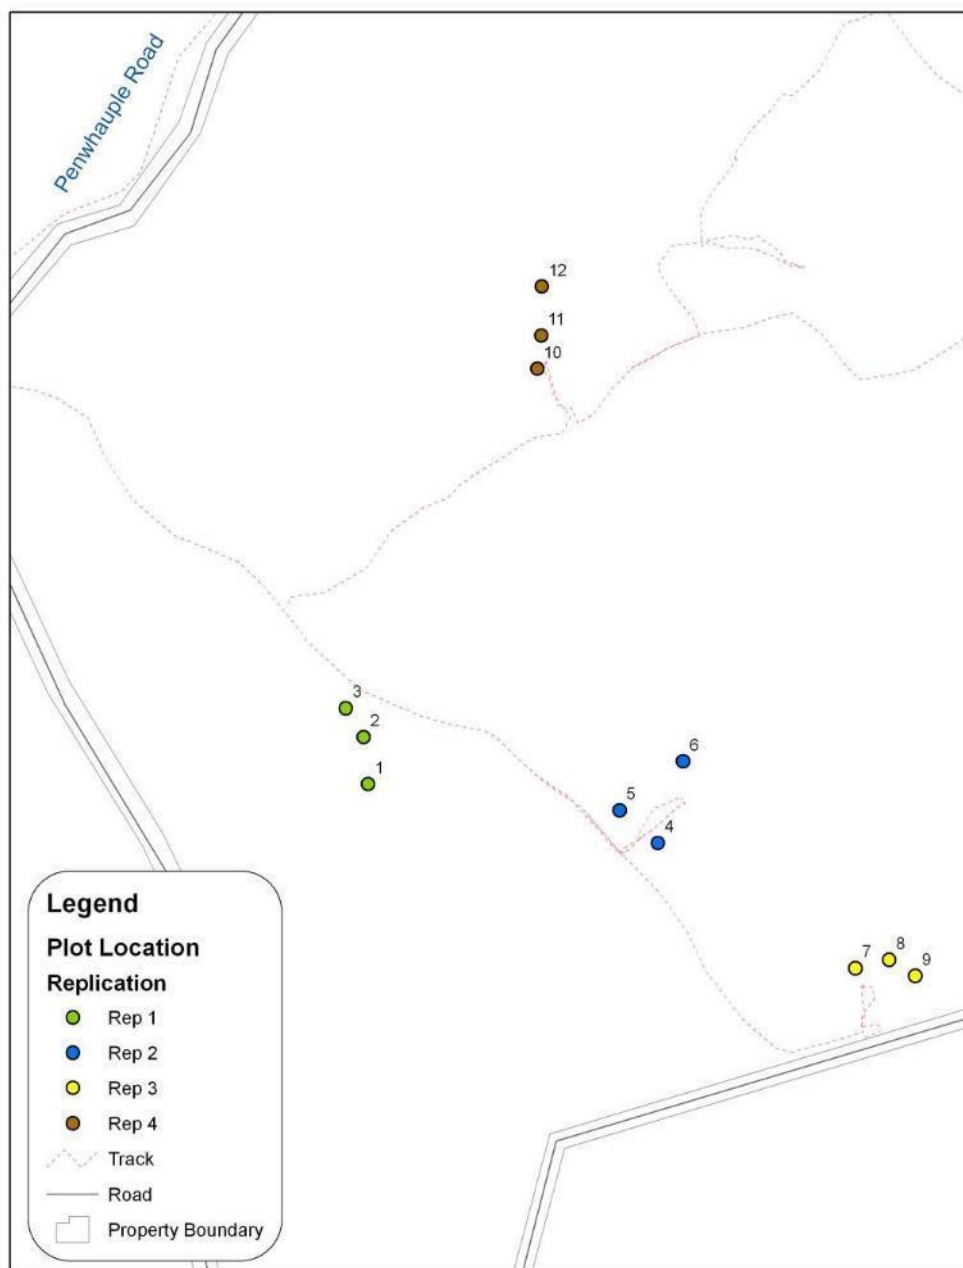 Penwhauple Road
12
11
10
3
2
1
6
5
4
7
8
9
Legend
Plot Location
Replication
Rep 1
Rep 2
Rep 3
Rep 4
Track
Road
Property Boundary